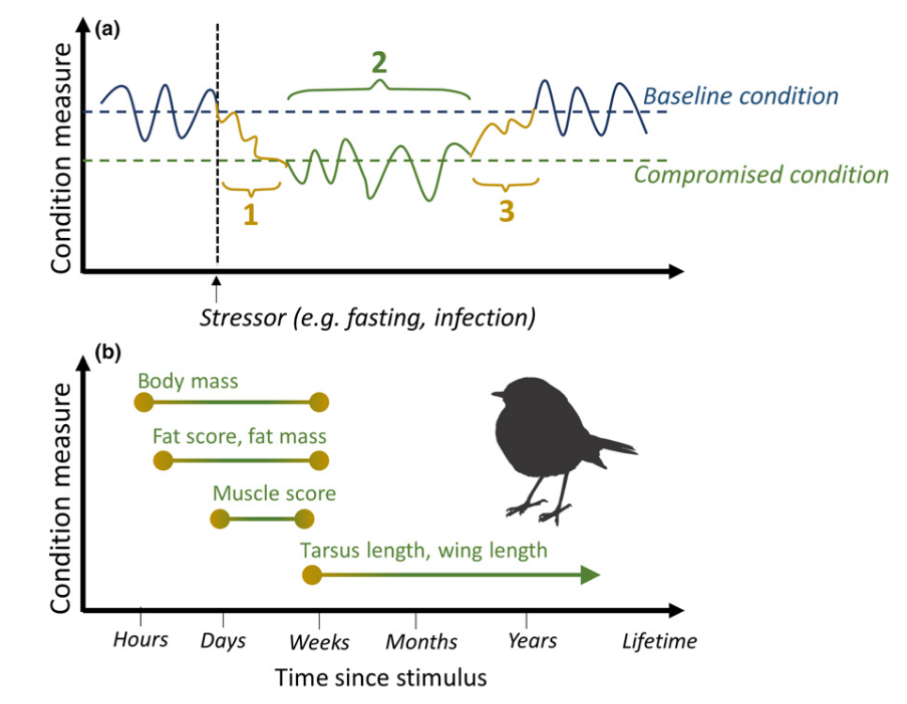 (a)
Condition measure
2
Baseline condition
Compromised condition
1
3
Stressor (e.g. fasting, infection)
(b)
Condition measure
Body mass
Fat score, fat mass
Muscle score
Tarsus length, wing length
Hours Days Weeks Months Years Lifetime
Time since stimulus